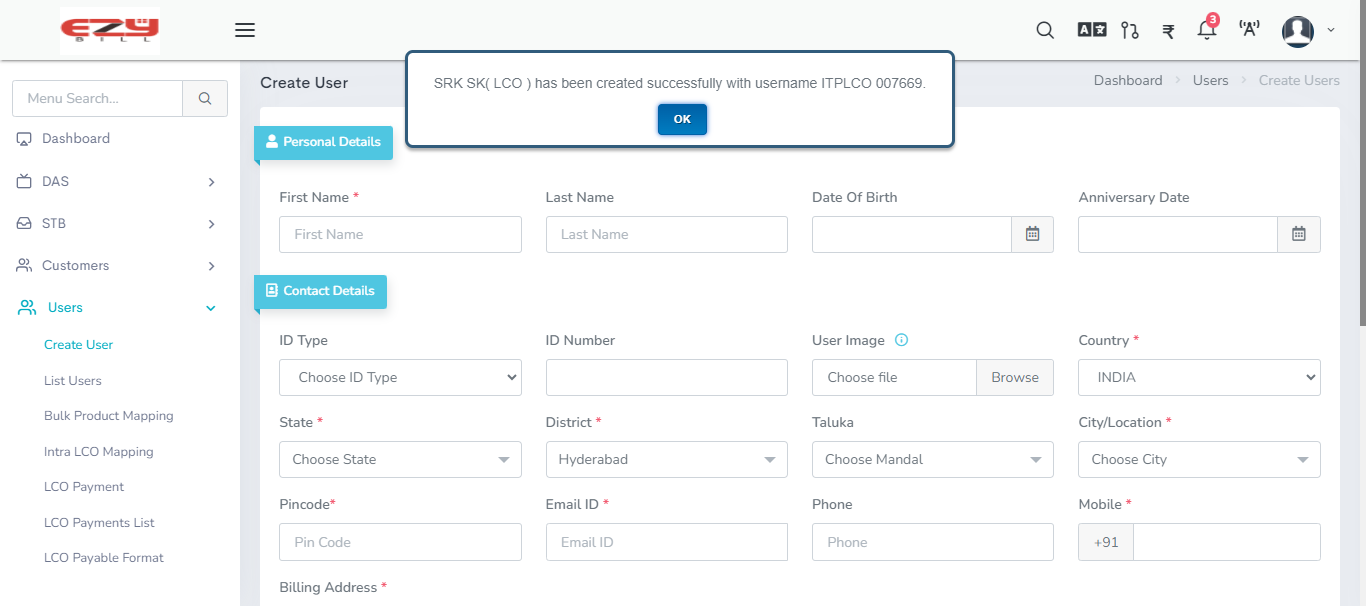 EZY
BILL
A
3
SRK SK( LCO ) has been created successfully with username ITPLCO 007669.
OK
Menu Search...
Dashboard
DAS
STB
Customers
Users
Create User
List Users
Bulk Product Mapping
Intra LCO Mapping
LCO Payment
LCO Payments List
LCO Payable Format
Create User
Dashboard > Users > Create Users
Personal Details
First Name * Last Name Date Of Birth Anniversary Date
First Name Last Name
Contact Details
ID Type ID Number User Image Country *
Choose ID Type Choose file Browse INDIA
State * District * Taluka City/Location *
Choose State Hyderabad Choose Mandal Choose City
Pincode* Email ID * Phone Mobile *
Pin Code Email ID Phone +91
Billing Address *